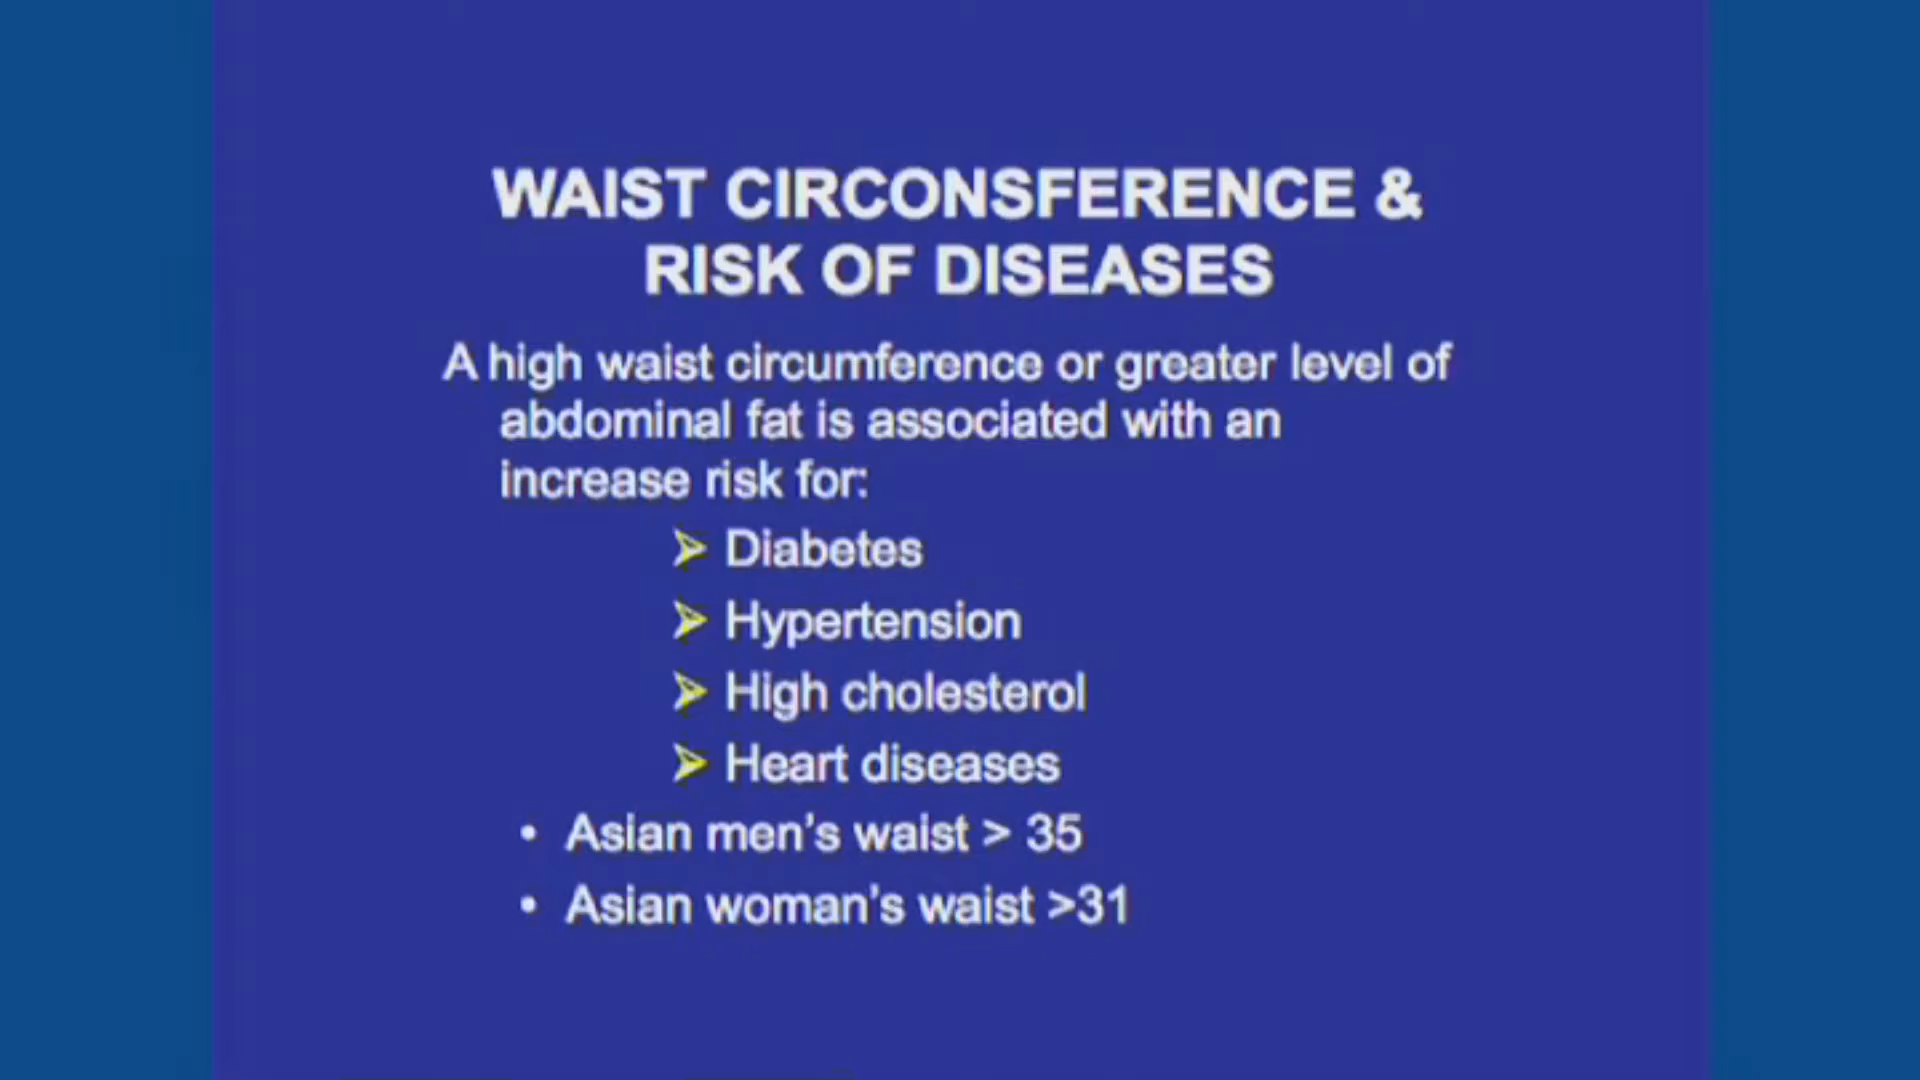 WAIST CIRCONSFERENCE &
RISK OF DISEASES
A high waist circumference or greater level of
abdominal fat is associated with an
increase risk for:
➢ Diabetes
➢ Hypertension
➢ High cholesterol
➢ Heart diseases
• Asian men's waist > 35
• Asian woman's waist >31